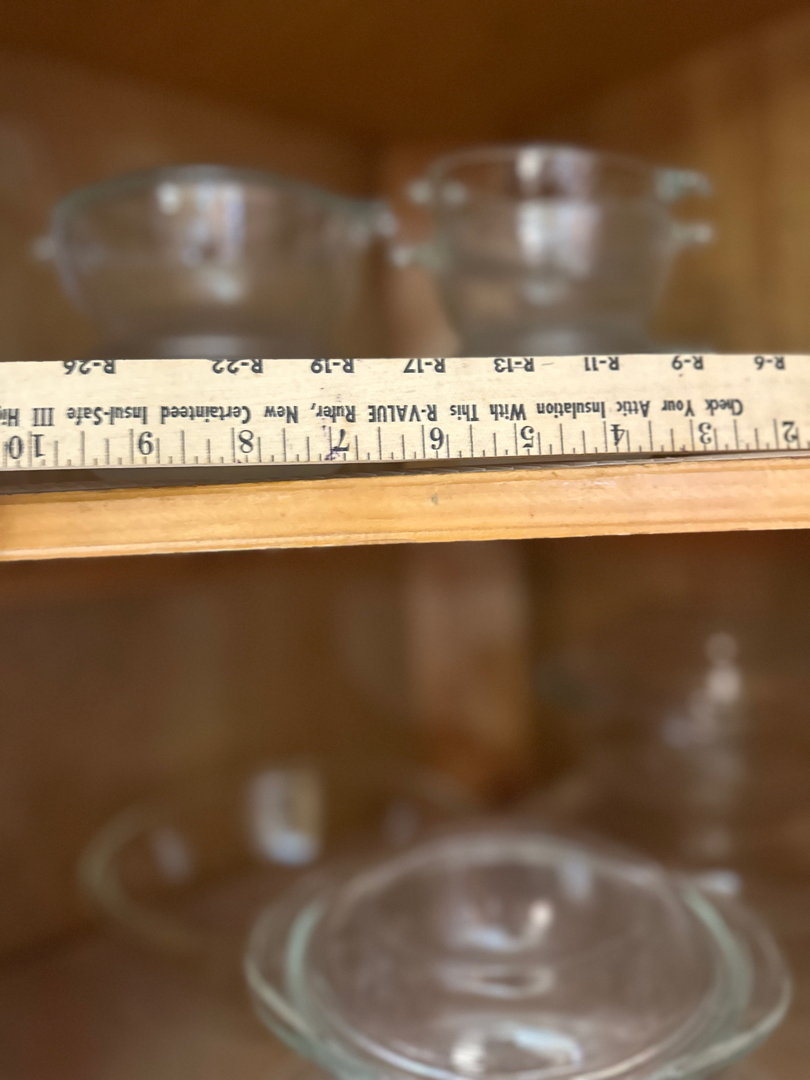 2 3 4 5 6 7 8 9 10
Check Your Attic Insulation With This R-VALUE Ruler, New Certainteed Insul-Safe III
R-6 R-9 R-11 R-13 R-17 R-19 R-22 R-26